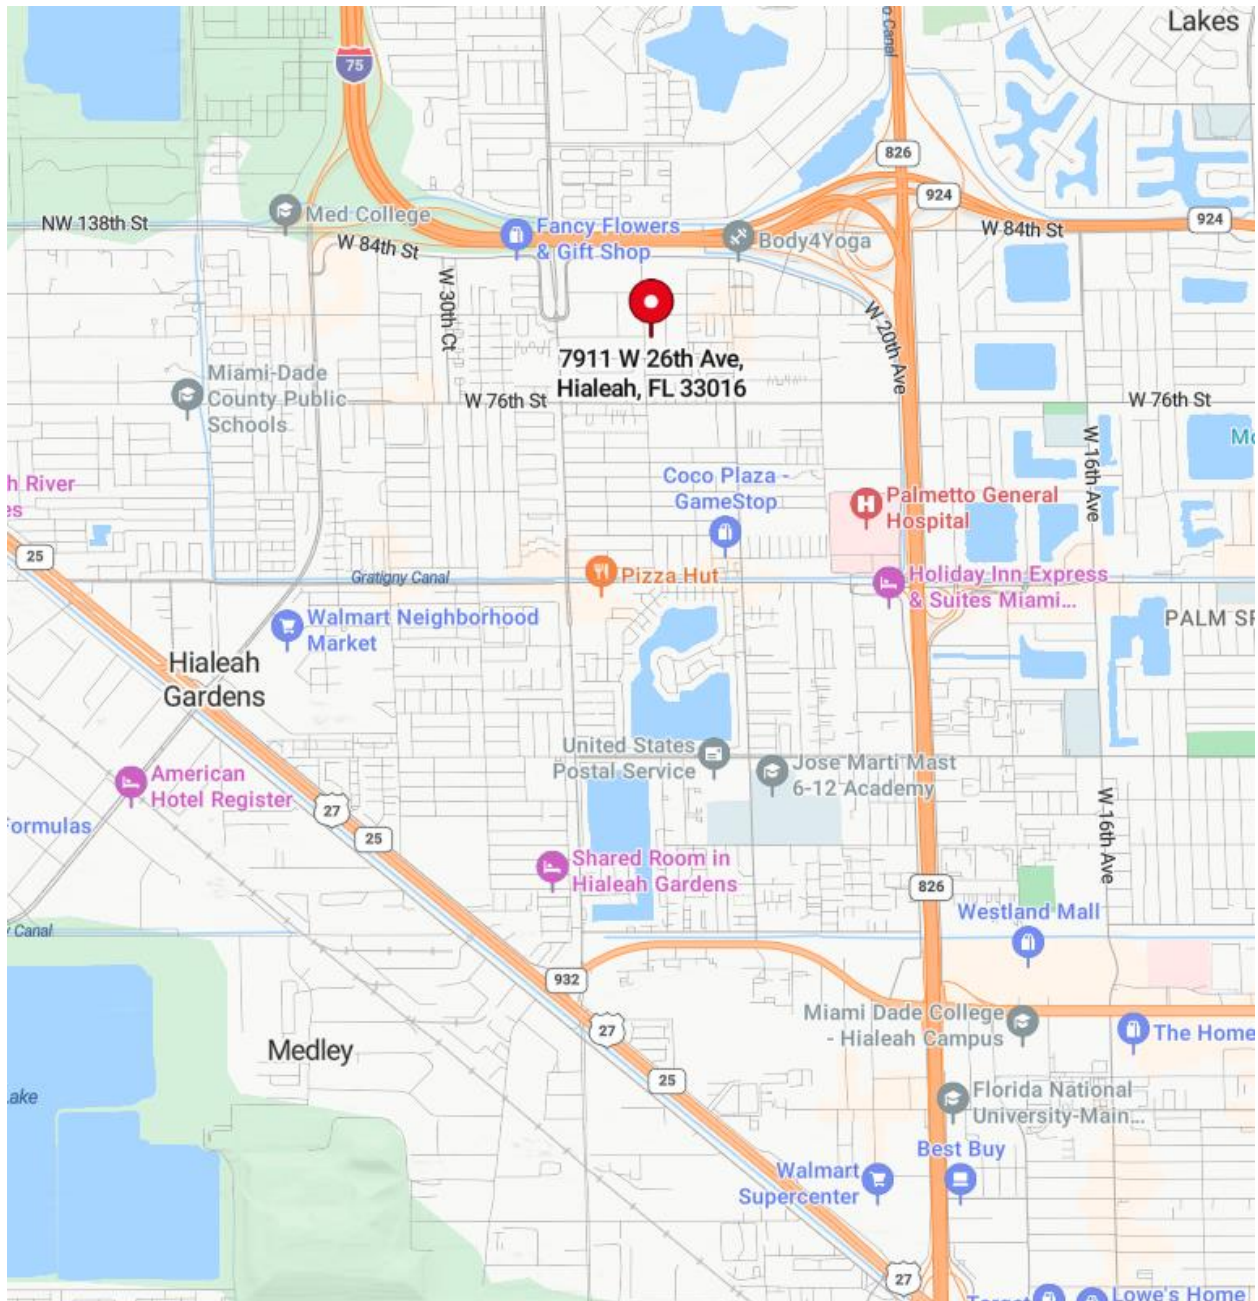 Lakes
o Canal
75
826
924
924
NW 138th St
Med College
W 84th St
Fancy Flowers
& Gift Shop
Body4Yoga
W 84th St
W 30th Ct
W 20th Ave
7911 W 26th Ave,
Hialeah, FL 33016
Miami-Dade
County Public
Schools
W 76th St
W 76th St
W 16th Ave
h River
es
Coco Plaza -
GameStop
Palmetto General
Hospital
25
Gratigny Canal
Pizza Hut
Holiday Inn Express
& Suites Miami...
Walmart Neighborhood
Market
PALM SP
Hialeah
Gardens
United States
Postal Service
Jose Marti Mast
6-12 Academy
American
Hotel Register
27
25
Formulas
W 16th Ave
Shared Room in
Hialeah Gardens
826
Westland Mall
y Canal
932
27
Miami Dade College
- Hialeah Campus
The Home
Medley
25
Lake
Florida National
University-Main...
Best Buy
Walmart
Supercenter
27
Target
Lowe's Home